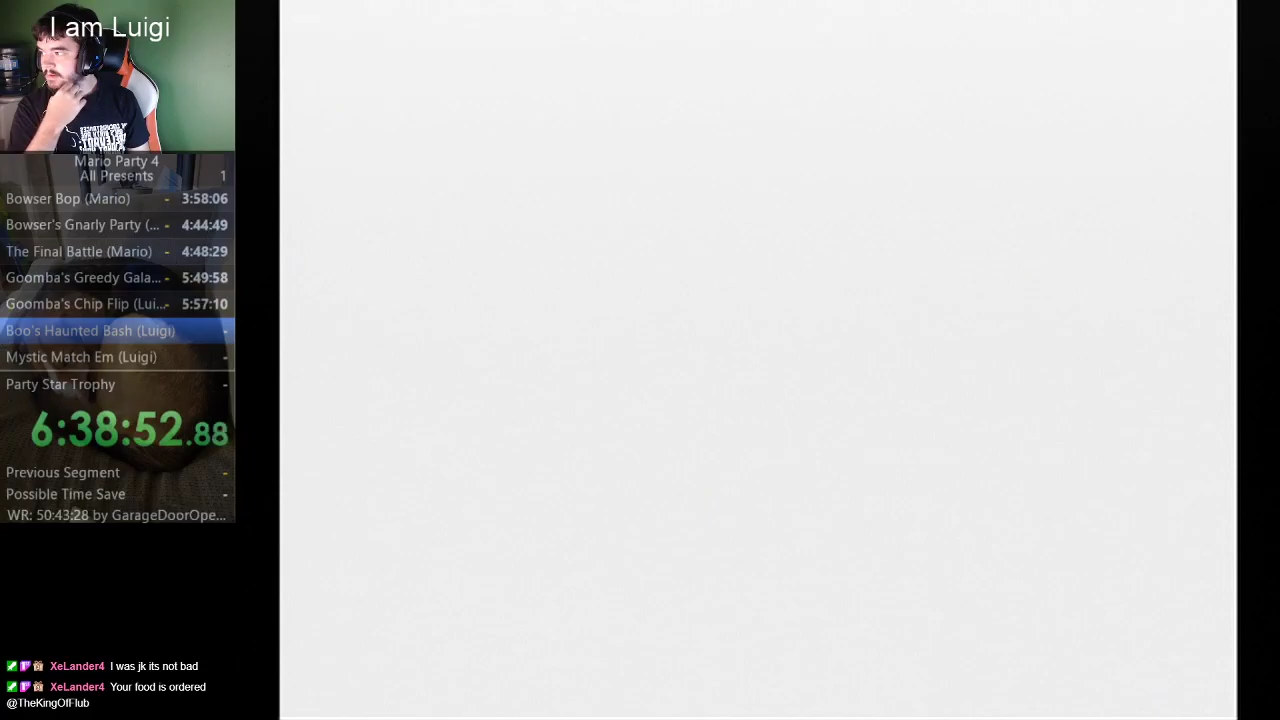 I am Luigi
Mario Party 4
All Presents 1
Bowser Bop (Mario) - 3:58:06
Bowser's Gnarly Party (... - 4:44:49
The Final Battle (Mario) - 4:48:29
Goomba's Greedy Gala... - 5:49:58
Goomba's Chip Flip (Lui... - 5:57:10
Boo's Haunted Bash (Luigi) -
Mystic Match Em (Luigi) -
Party Star Trophy -
6:38:52.88
Previous Segment -
Possible Time Save -
WR: 50:43:28 by GarageDoorOpe...
XeLander4 I was jk its not bad
XeLander4 Your food is ordered
@TheKingOfFlub